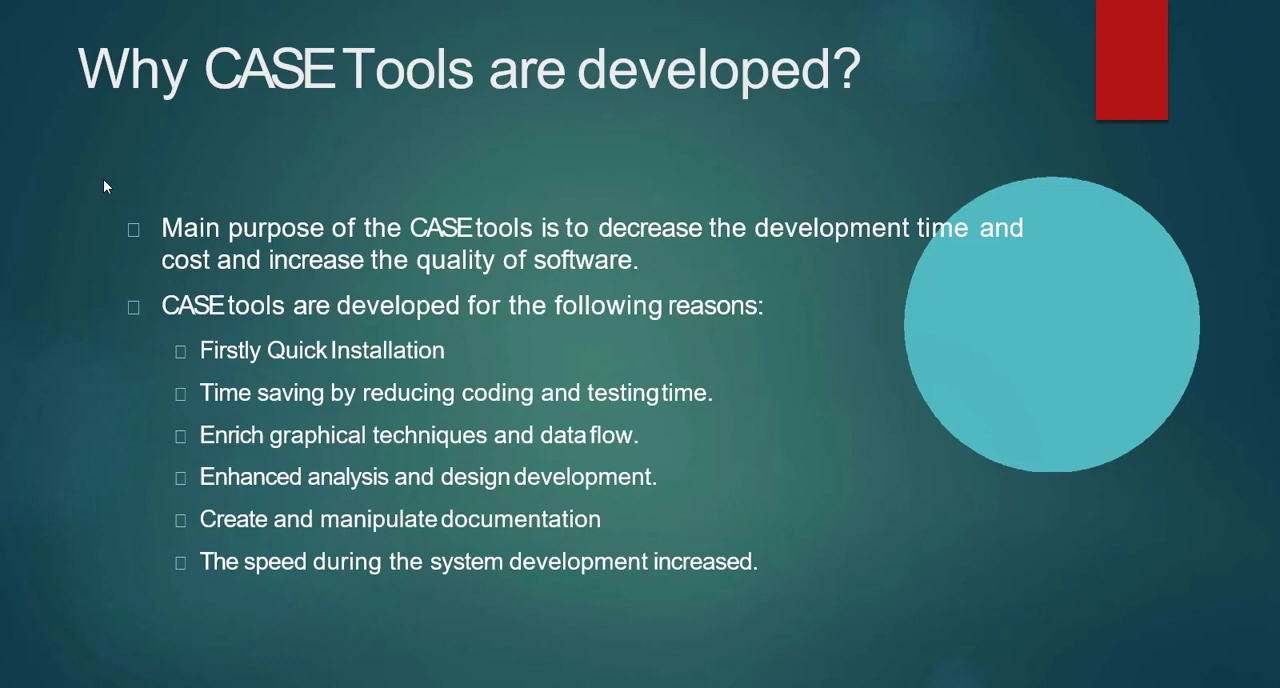 Why CASE Tools are developed?
Main purpose of the CASE tools is to decrease the development time and
cost and increase the quality of software.
CASE tools are developed for the following reasons:
Firstly Quick Installation
Time saving by reducing coding and testing time.
Enrich graphical techniques and data flow.
Enhanced analysis and design development.
Create and manipulate documentation
The speed during the system development increased.